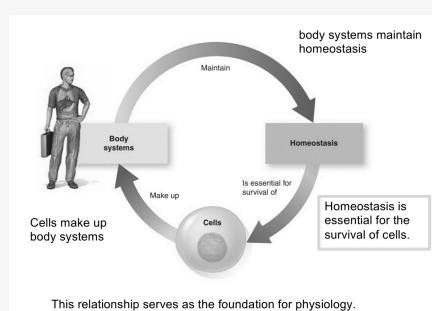 body systems maintain
homeostasis
Maintain
Body
systems
Homeostasis
Make up
Is essential for
survival of
Cells
Cells make up
body systems
Homeostasis is
essential for the
survival of cells.
This relationship serves as the foundation for physiology.